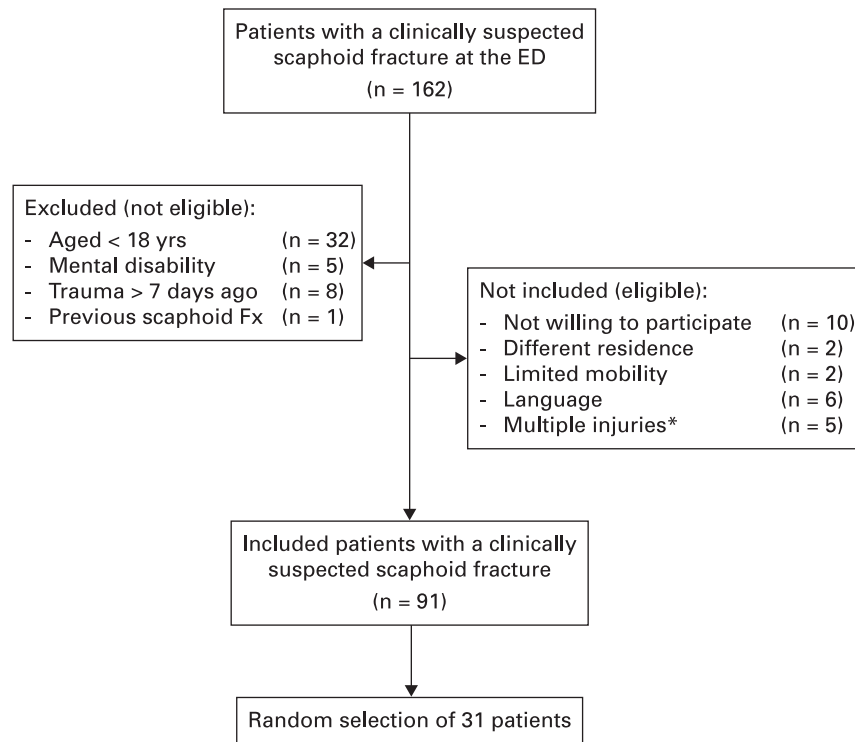 Patients with a clinically suspected
scaphoid fracture at the ED
(n = 162)
Excluded (not eligible):
- Aged < 18 yrs (n = 32)
- Mental disability (n = 5)
- Trauma > 7 days ago (n = 8)
- Previous scaphoid Fx (n = 1)
Not included (eligible):
- Not willing to participate (n = 10)
- Different residence (n = 2)
- Limited mobility (n = 2)
- Language (n = 6)
- Multiple injuries* (n = 5)
Included patients with a clinically
suspected scaphoid fracture
(n = 91)
Random selection of 31 patients